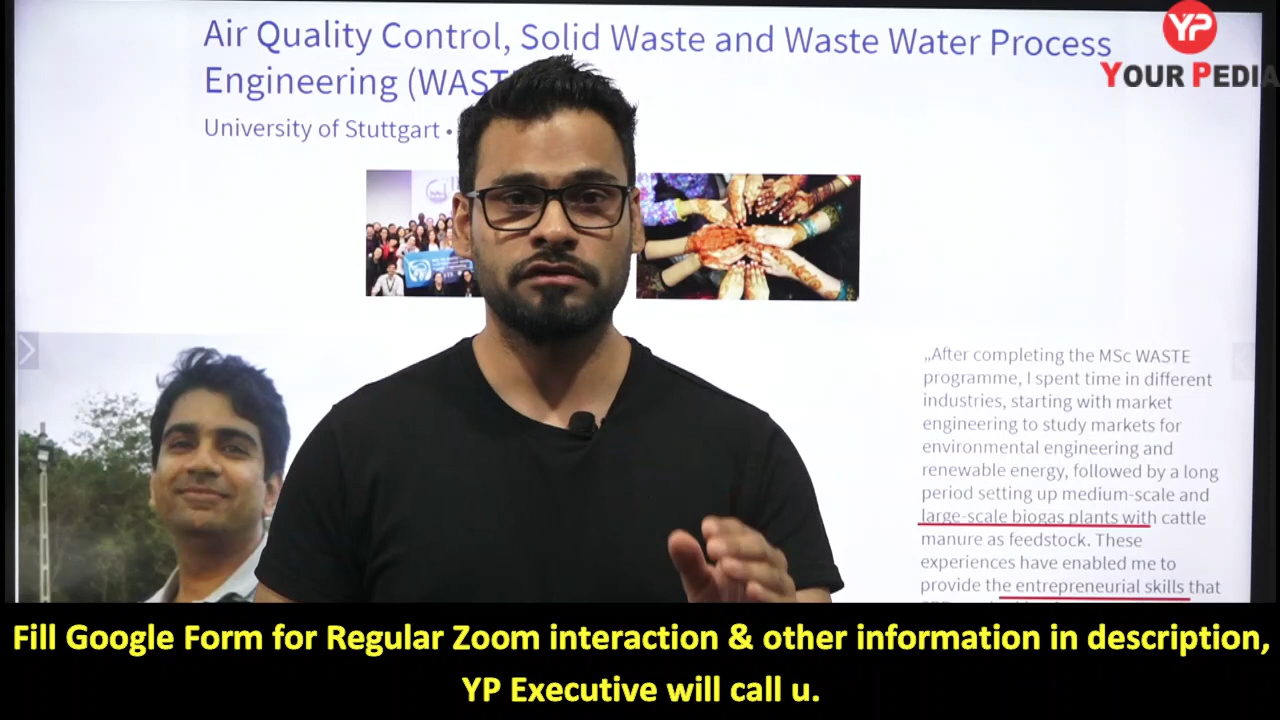 Air Quality Control, Solid Waste and Waste Water Process
Engineering (WAST
University of Stuttgart •
YP
YOUR PEDIA
„After completing the MSc WASTE
programme, I spent time in different
industries, starting with market
engineering to study markets for
environmental engineering and
renewable energy, followed by a long
period setting up medium-scale and
large-scale biogas plants with cattle
manure as feedstock. These
experiences have enabled me to
provide the entrepreneurial skills that
Fill Google Form for Regular Zoom interaction & other information in description,
YP Executive will call u.